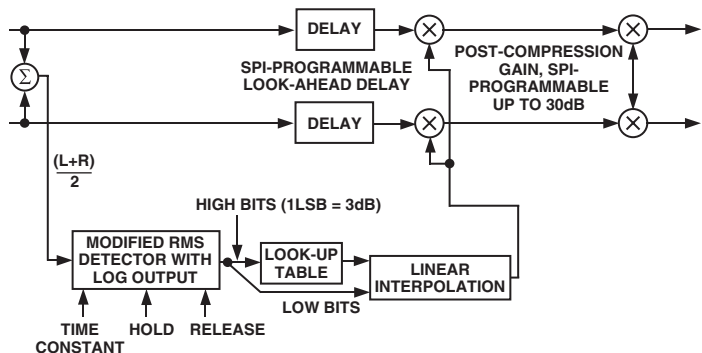 DELAY
SPI-PROGRAMMABLE
LOOK-AHEAD DELAY
POST-COMPRESSION
GAIN, SPI-
PROGRAMMABLE
UP TO 30dB
Σ
DELAY
(L+R)
2
HIGH BITS (1LSB = 3dB)
MODIFIED RMS
DETECTOR WITH
LOG OUTPUT
LOOK-UP
TABLE
LINEAR
INTERPOLATION
LOW BITS
TIME
CONSTANT
HOLD
RELEASE